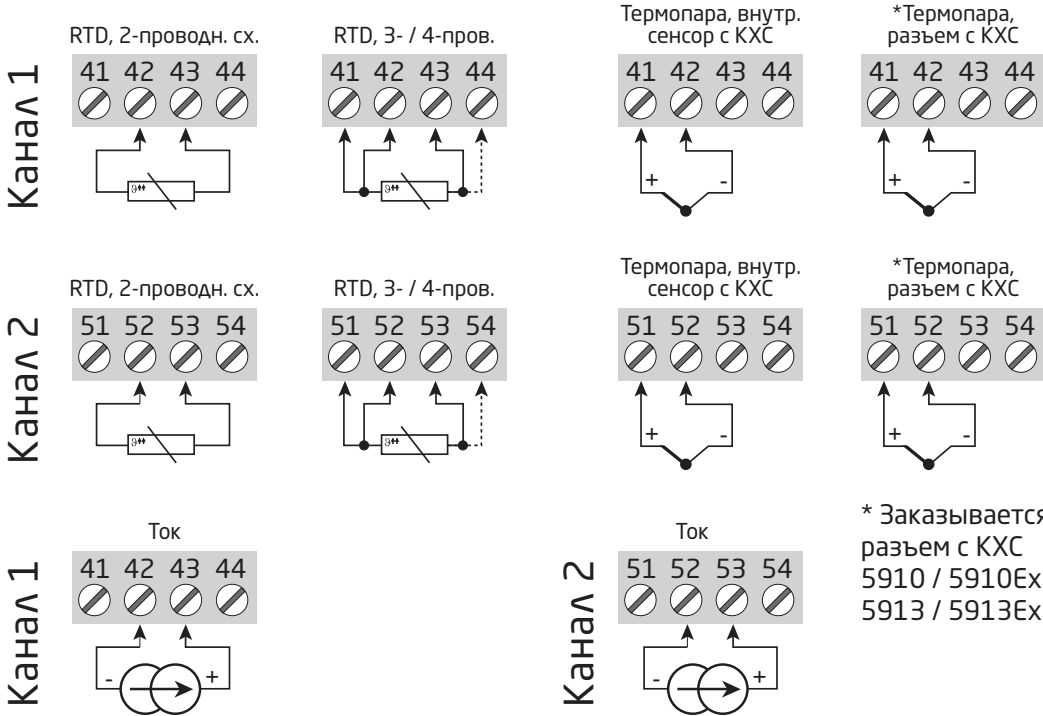 Канал 1
RTD, 2-проводн. сх.
41 42 43 44
RTD, 3- / 4-пров.
41 42 43 44
Термопара, внутр.
сенсор с КХС
41 42 43 44
+ -
*Термопара,
разъем с КХС
41 42 43 44
+ -
Канал 2
RTD, 2-проводн. сх.
51 52 53 54
RTD, 3- / 4-пров.
51 52 53 54
Термопара, внутр.
сенсор с КХС
51 52 53 54
+ -
*Термопара,
разъем с КХС
51 52 53 54
+ -
Канал 1
Ток
41 42 43 44
- +
Канал 2
Ток
51 52 53 54
- +
* Заказывается
разъем с КХС
5910 / 5910Ex
5913 / 5913Ex